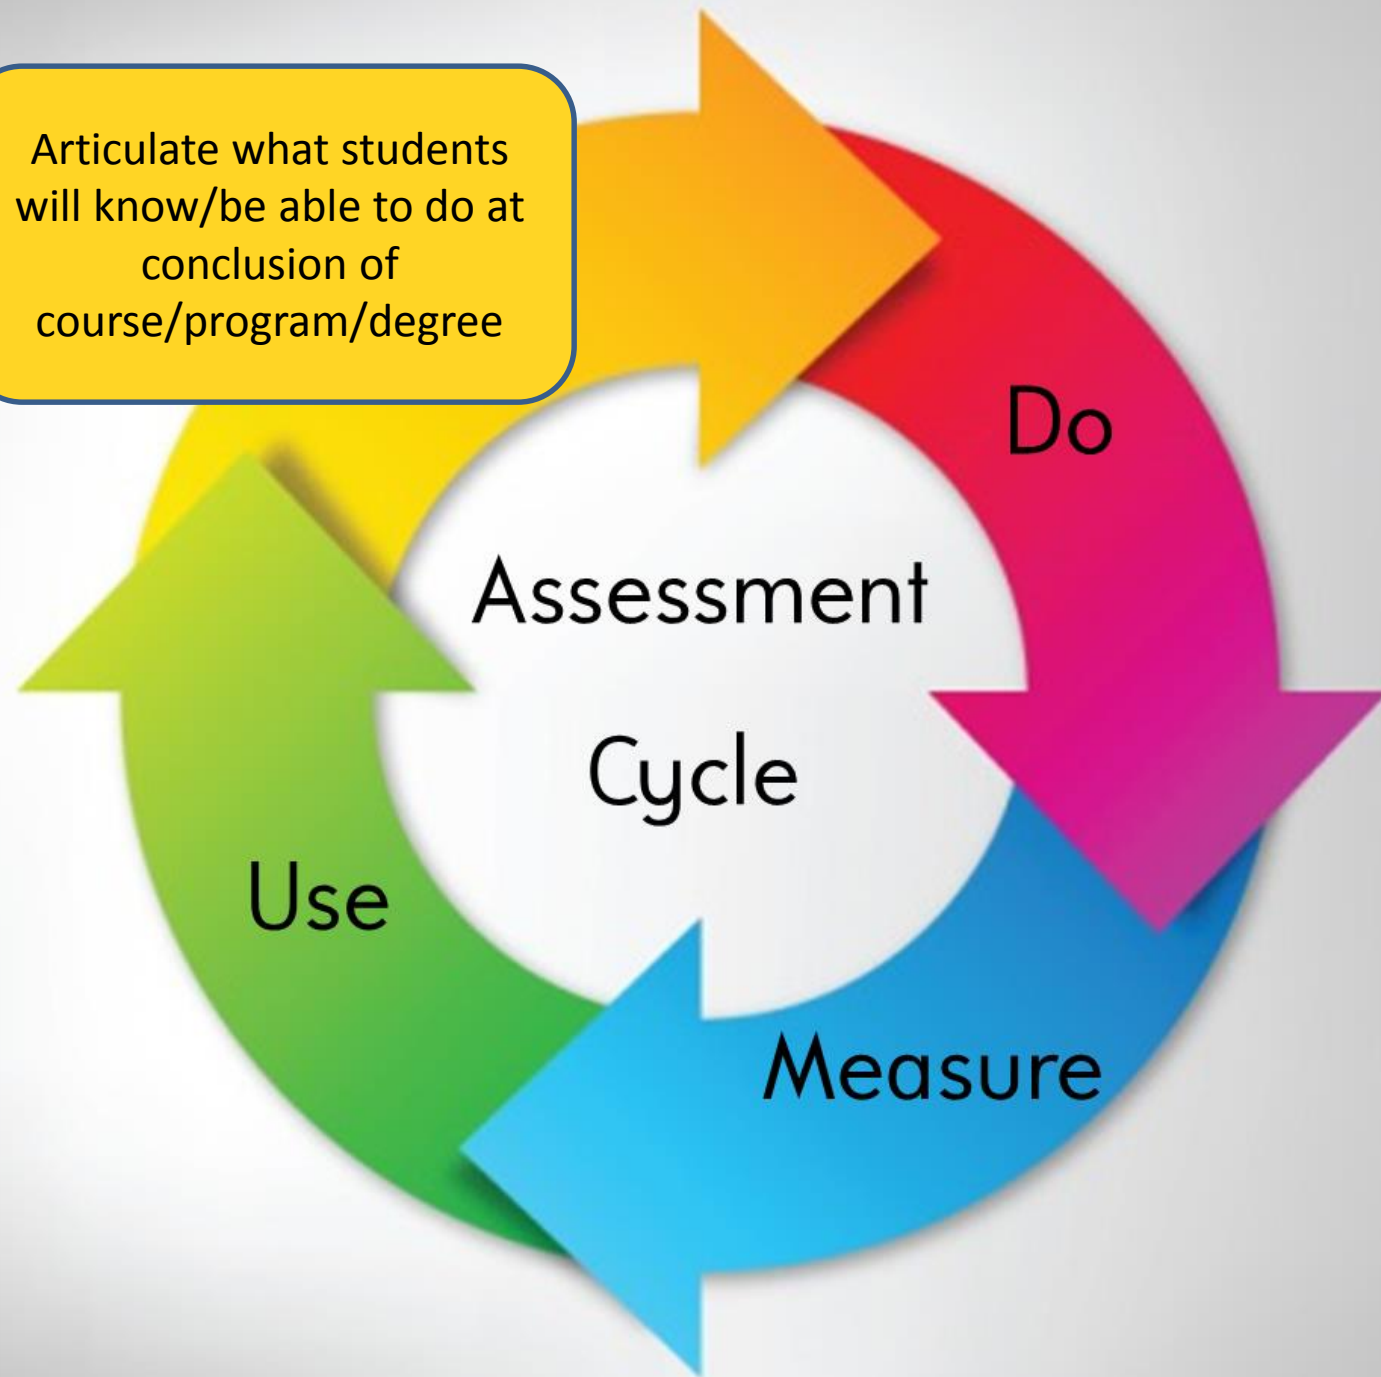 Articulate what students
will know/be able to do at
conclusion of
course/program/degree
Do
Assessment
Cycle
Use
Measure